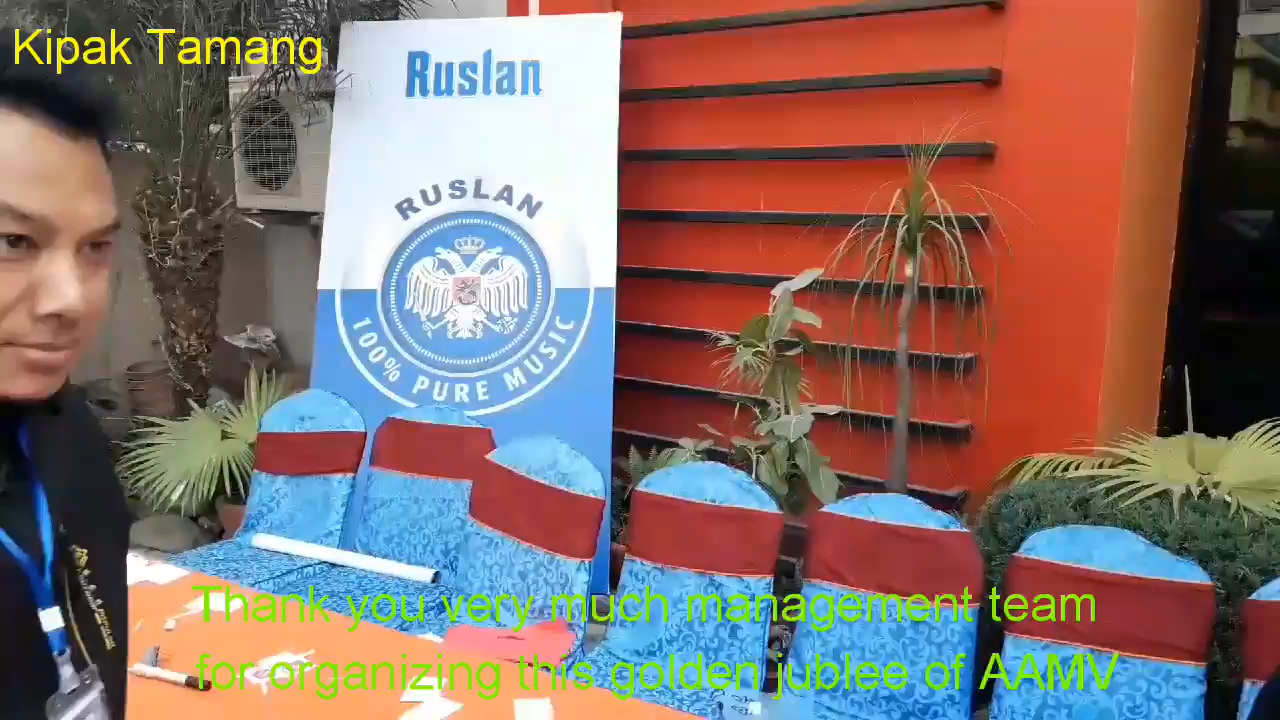 Kipak Tamang
Ruslan
RUSLAN
100% PURE MUSIC
Thank you very much management team
for organizing this golden jublee of AAMV